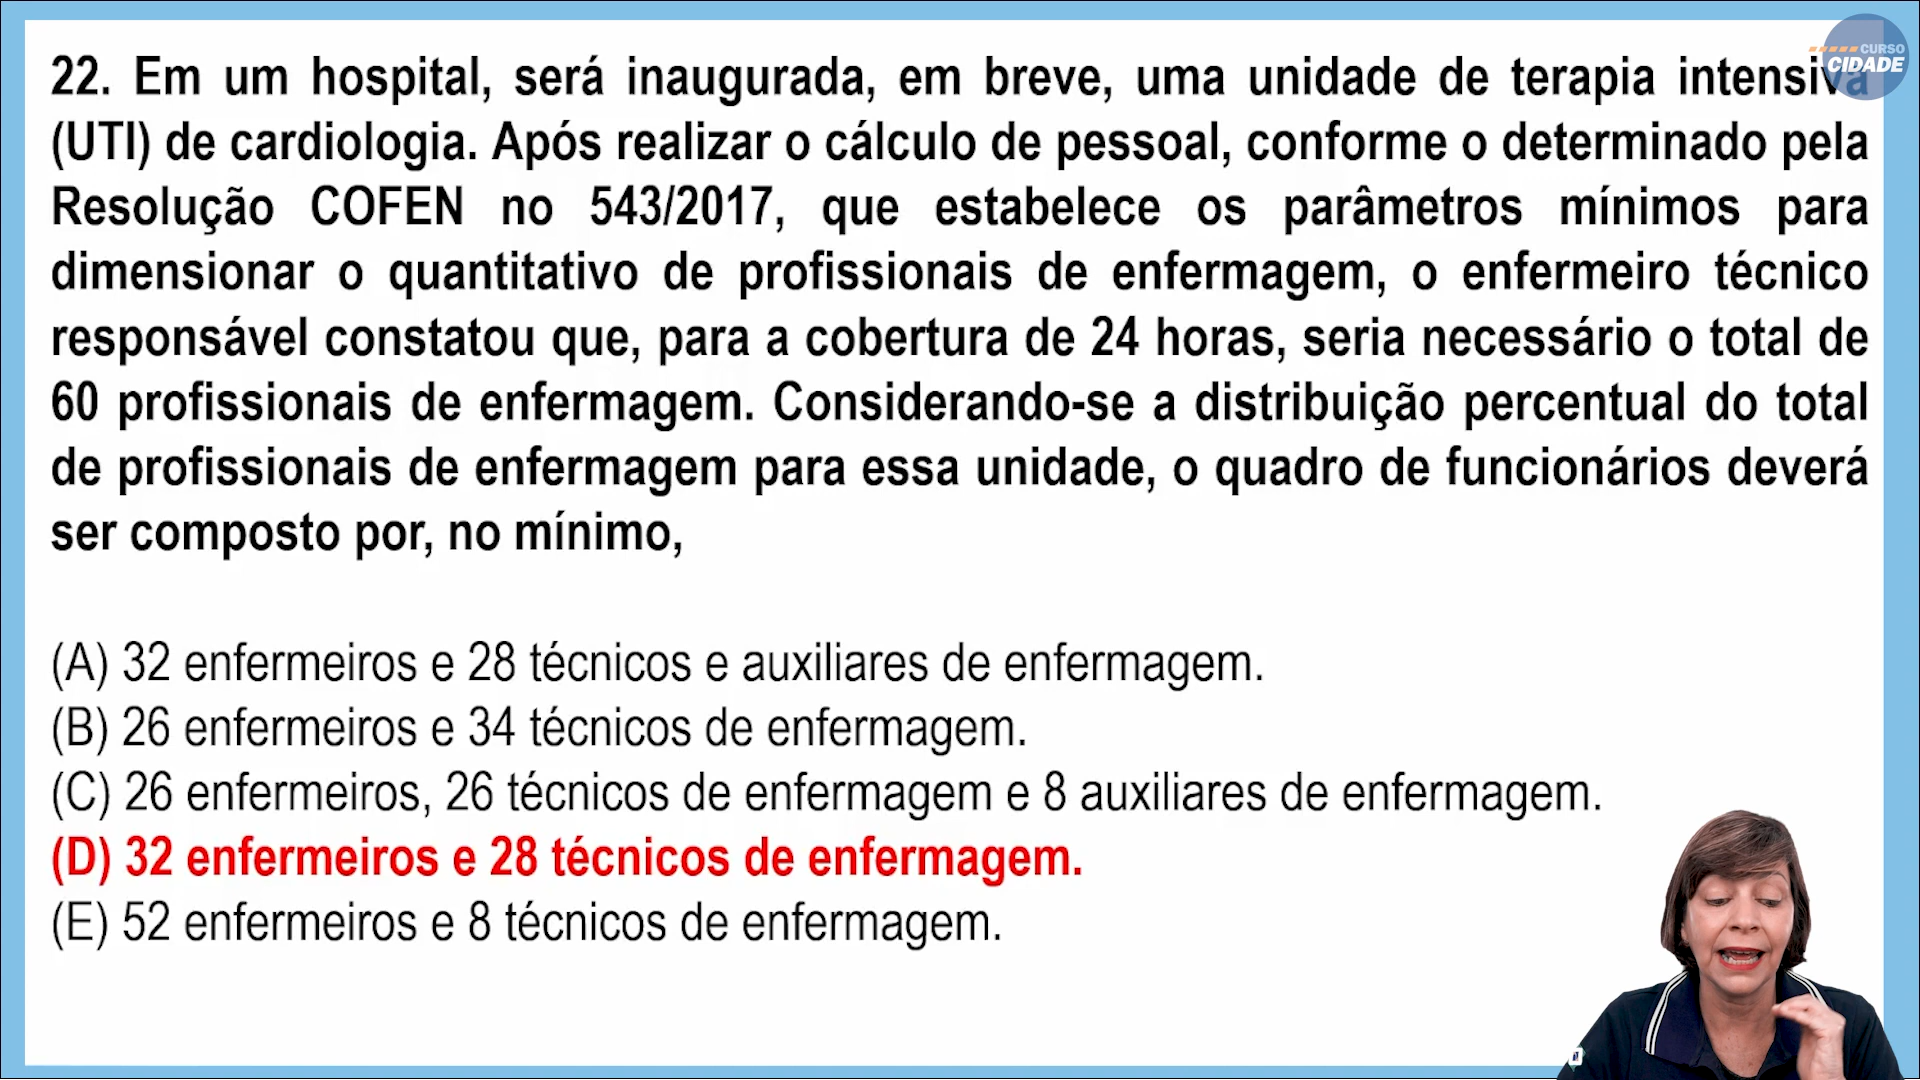 CURSO
CIDADE
22. Em um hospital, será inaugurada, em breve, uma unidade de terapia intensiva
(UTI) de cardiologia. Após realizar o cálculo de pessoal, conforme o determinado pela
Resolução COFEN no 543/2017, que estabelece os parâmetros mínimos para
dimensionar o quantitativo de profissionais de enfermagem, o enfermeiro técnico
responsável constatou que, para a cobertura de 24 horas, seria necessário o total de
60 profissionais de enfermagem. Considerando-se a distribuição percentual do total
de profissionais de enfermagem para essa unidade, o quadro de funcionários deverá
ser composto por, no mínimo,
(A) 32 enfermeiros e 28 técnicos e auxiliares de enfermagem.
(B) 26 enfermeiros e 34 técnicos de enfermagem.
(C) 26 enfermeiros, 26 técnicos de enfermagem e 8 auxiliares de enfermagem.
(D) 32 enfermeiros e 28 técnicos de enfermagem.
(E) 52 enfermeiros e 8 técnicos de enfermagem.